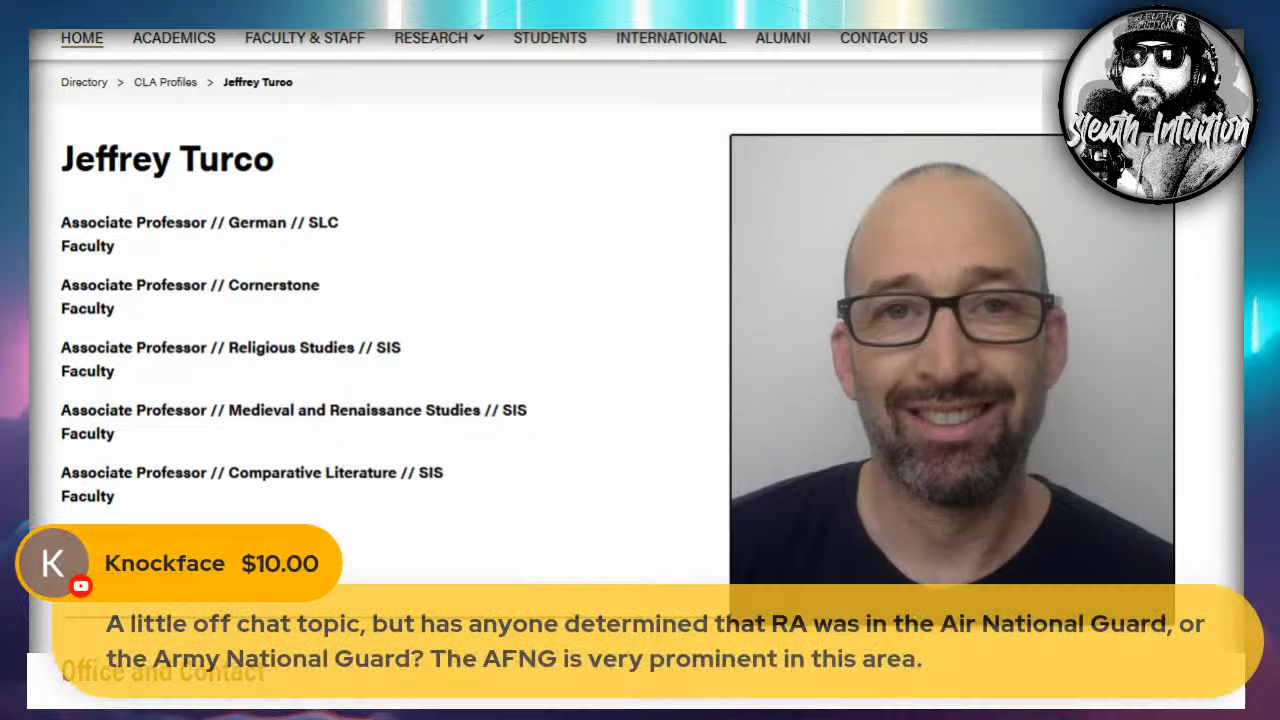 HOME ACADEMICS FACULTY & STAFF RESEARCH STUDENTS INTERNATIONAL ALUMNI CONTACT US
Directory > CLA Profiles > Jeffrey Turco
Sleuth Intuition
Jeffrey Turco
Associate Professor // German // SLC
Faculty
Associate Professor // Cornerstone
Faculty
Associate Professor // Religious Studies // SIS
Faculty
Associate Professor // Medieval and Renaissance Studies // SIS
Faculty
Associate Professor // Comparative Literature // SIS
Faculty
K Knockface $10.00
A little off chat topic, but has anyone determined that RA was in the Air National Guard, or
the Army National Guard? The AFNG is very prominent in this area.
Office and Contact